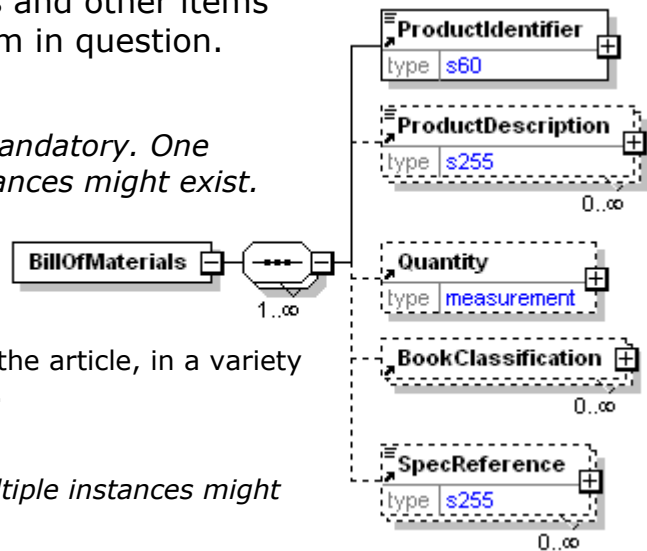 s and other items
m in question.
andatory. One
ances might exist.
the article, in a variety
ltiple instances might
BillOfMaterials
1..∞
ProductIdentifier
type s60
ProductDescription
type s255
0..∞
Quantity
type measurement
BookClassification
0..∞
SpecReference
type s255
0..∞